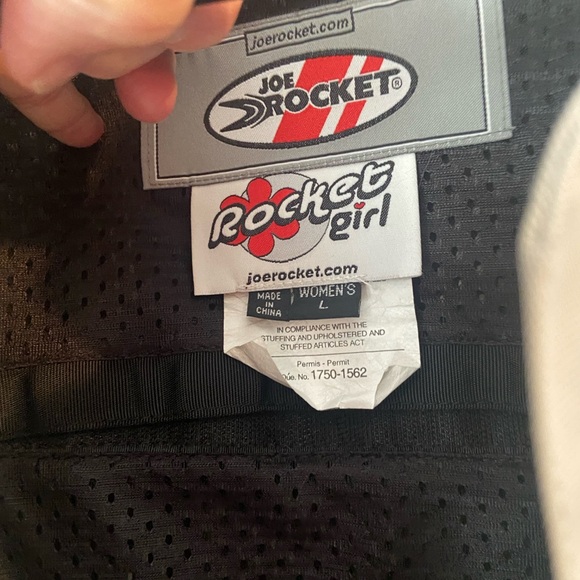 joerocket.com
JOE
ROCKET®
Rocket
girl
joerocket.com
MADE
IN
CHINA
WOMEN'S
L
IN COMPLIANCE WITH THE
STUFFING AND UPHOLSTERED AND
STUFFED ARTICLES ACT
Permis - Permit
No. 1750-1562